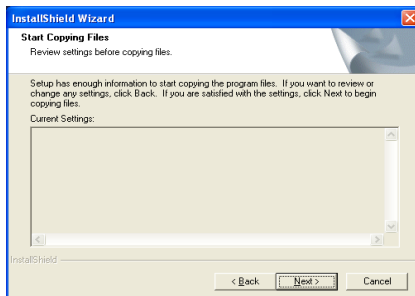 InstallShield Wizard
Start Copying Files
Review settings before copying files.
Setup has enough information to start copying the program files. If you want to review or
change any settings, click Back. If you are satisfied with the settings, click Next to begin
copying files.
Current Settings:
InstallShield
< Back Next > Cancel